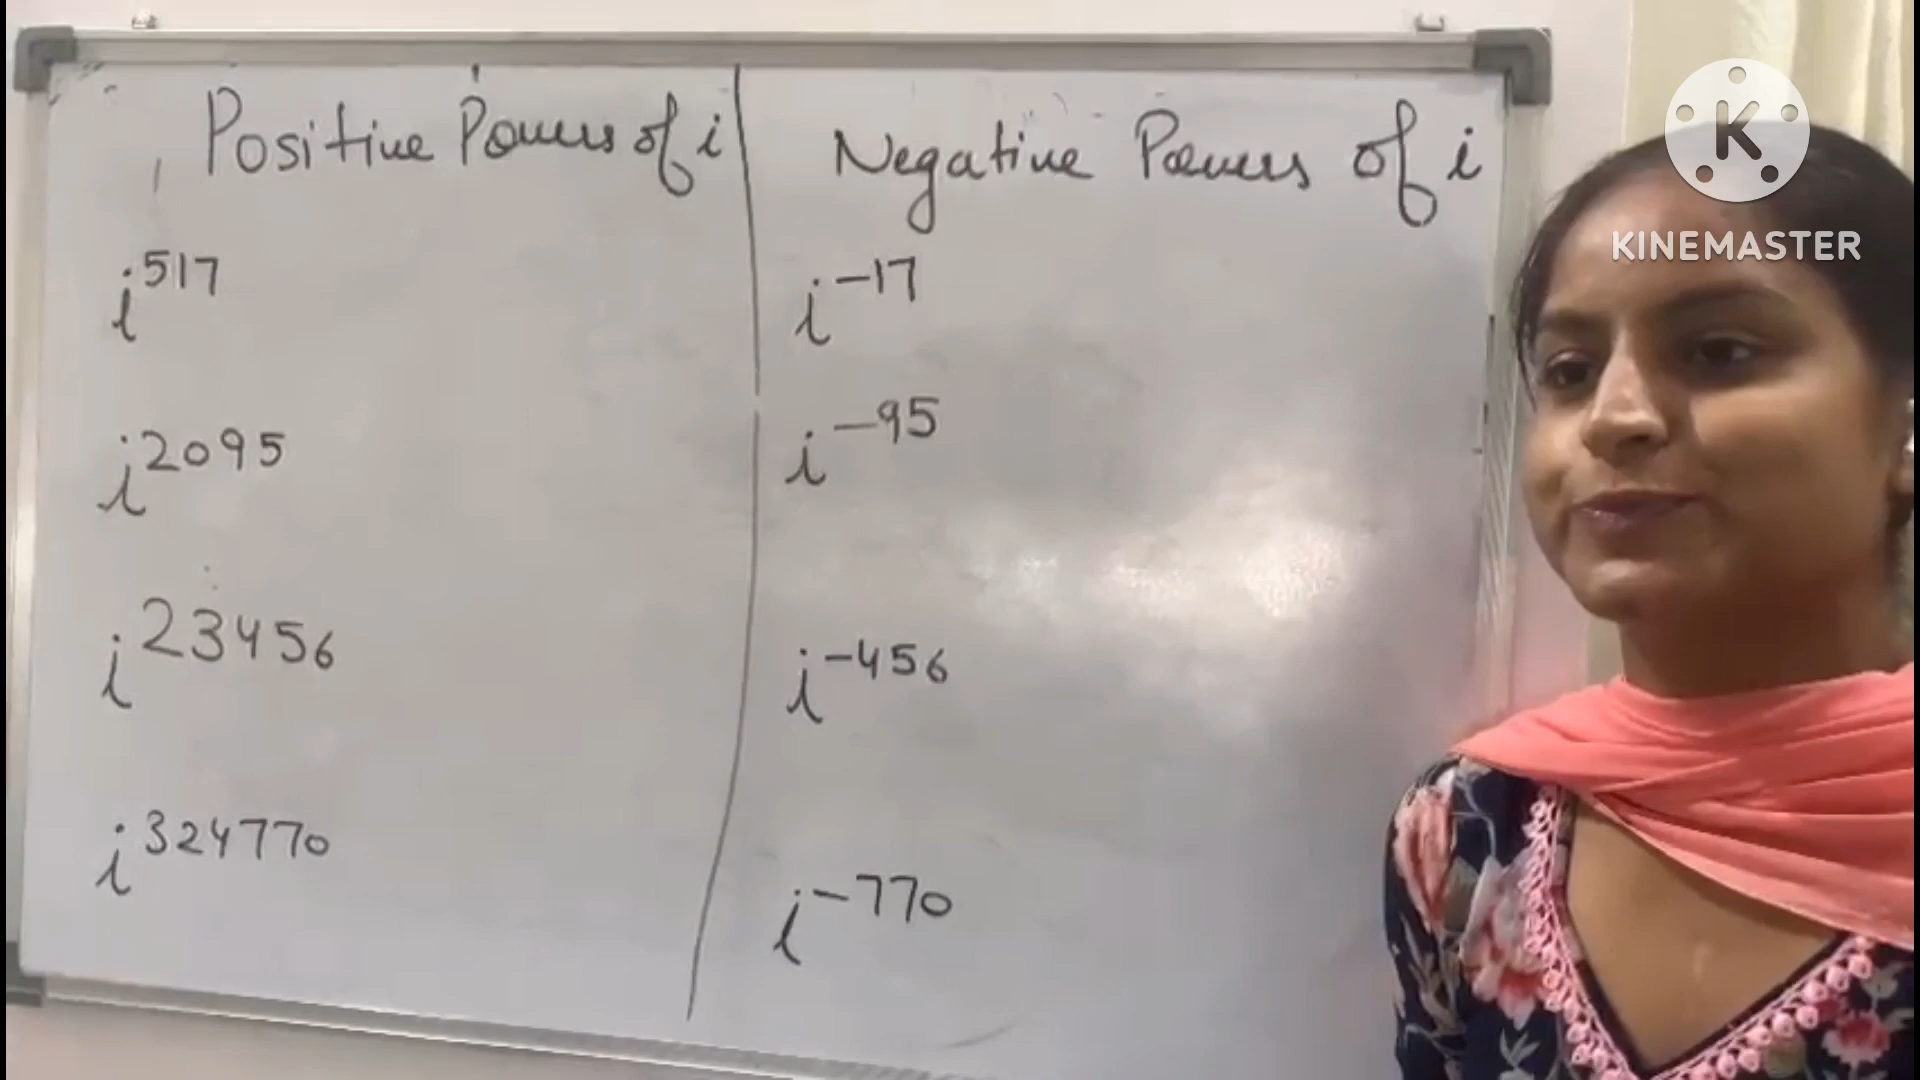 Positive Powers of i
i^517
i^2095
i^23456
i^324770
Negative Powers of i
i^-17
i^-95
i^-456
i^-770
K
KINEMASTER